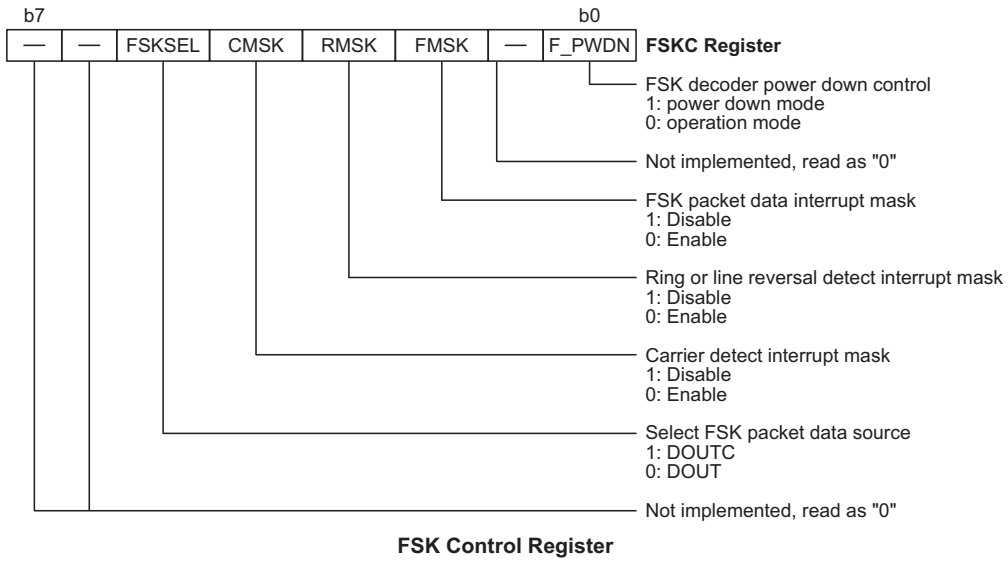 b7 b0
— — FSKSEL CMSK RMSK FMSK — F_PWDN FSKC Register
FSK decoder power down control
1: power down mode
0: operation mode
Not implemented, read as "0"
FSK packet data interrupt mask
1: Disable
0: Enable
Ring or line reversal detect interrupt mask
1: Disable
0: Enable
Carrier detect interrupt mask
1: Disable
0: Enable
Select FSK packet data source
1: DOUTC
0: DOUT
Not implemented, read as "0"
FSK Control Register